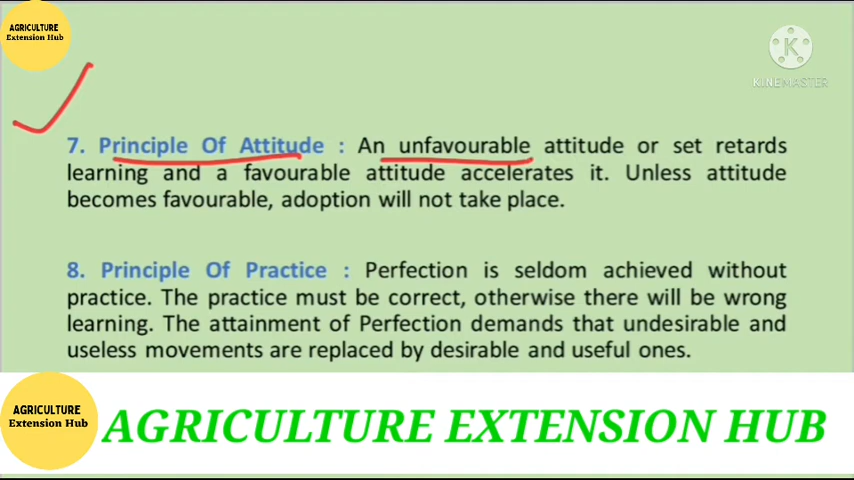 AGRICULTURE
Extension Hub
K
KINEMASTER
7. Principle Of Attitude : An unfavourable attitude or set retards
learning and a favourable attitude accelerates it. Unless attitude
becomes favourable, adoption will not take place.
8. Principle Of Practice : Perfection is seldom achieved without
practice. The practice must be correct, otherwise there will be wrong
learning. The attainment of Perfection demands that undesirable and
useless movements are replaced by desirable and useful ones.
AGRICULTURE
Extension Hub
AGRICULTURE EXTENSION HUB